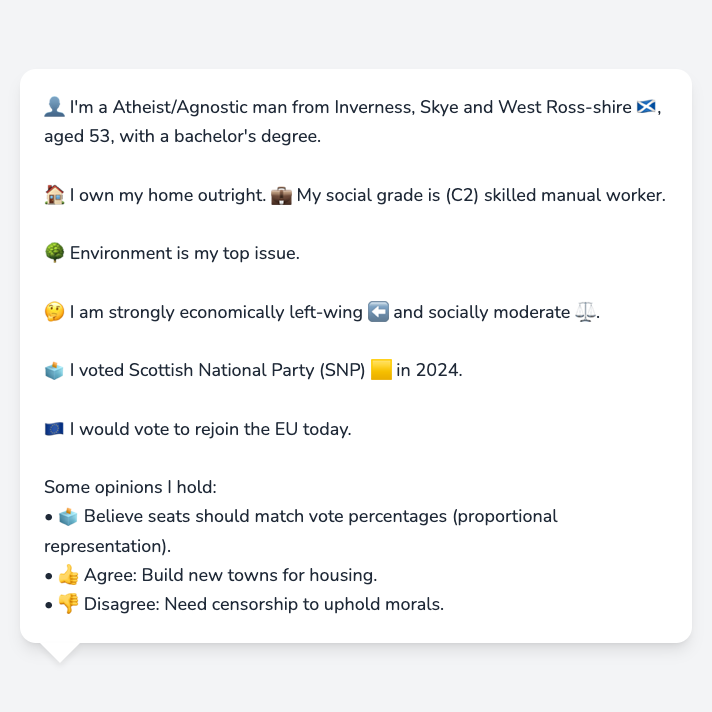 👤 I'm a Atheist/Agnostic man from Inverness, Skye and West Ross-shire 🏴󠁧󠁢󠁳󠁣󠁴󠁿,
aged 53, with a bachelor's degree.
🏠 I own my home outright. 💼 My social grade is (C2) skilled manual worker.
🌳 Environment is my top issue.
🤔 I am strongly economically left-wing ⬅️ and socially moderate ⚖️.
🗳️ I voted Scottish National Party (SNP) 🟨 in 2024.
🇪🇺 I would vote to rejoin the EU today.
Some opinions I hold:
• 🗳️ Believe seats should match vote percentages (proportional
representation).
• 👍 Agree: Build new towns for housing.
• 👎 Disagree: Need censorship to uphold morals.